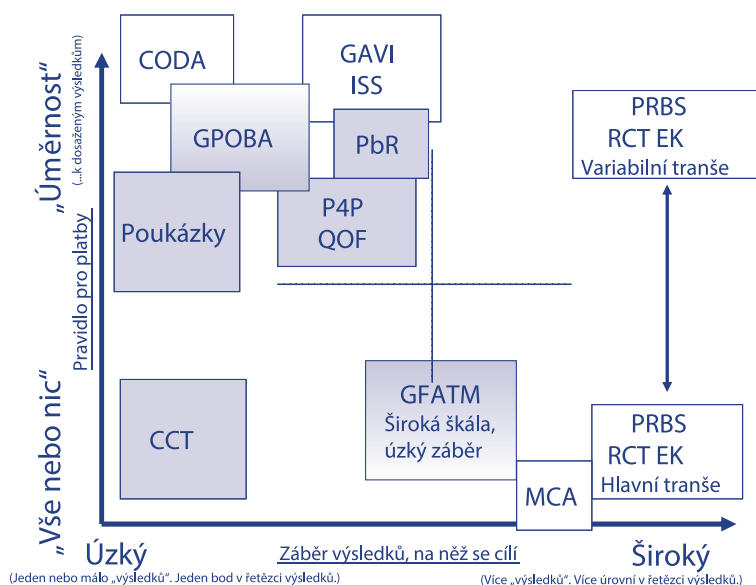 CODA
GAVI
ISS
GPOBA
PbR
PRBS
RCT EK
Variabilní tranše
Poukázky
P4P
QOF
„Úměrnost“
(...k dosaženým výsledkům)
Pravidlo pro platby
„Vše nebo nic“
CCT
GFATM
Široká škála,
úzký záběr
MCA
PRBS
RCT EK
Hlavní tranše
Úzký
Záběr výsledků, na něž se cílí
Široký
(Jeden nebo málo „výsledků“. Jeden bod v řetězci výsledků.)
(Více „výsledků“. Více úrovní v řetězci výsledků.)